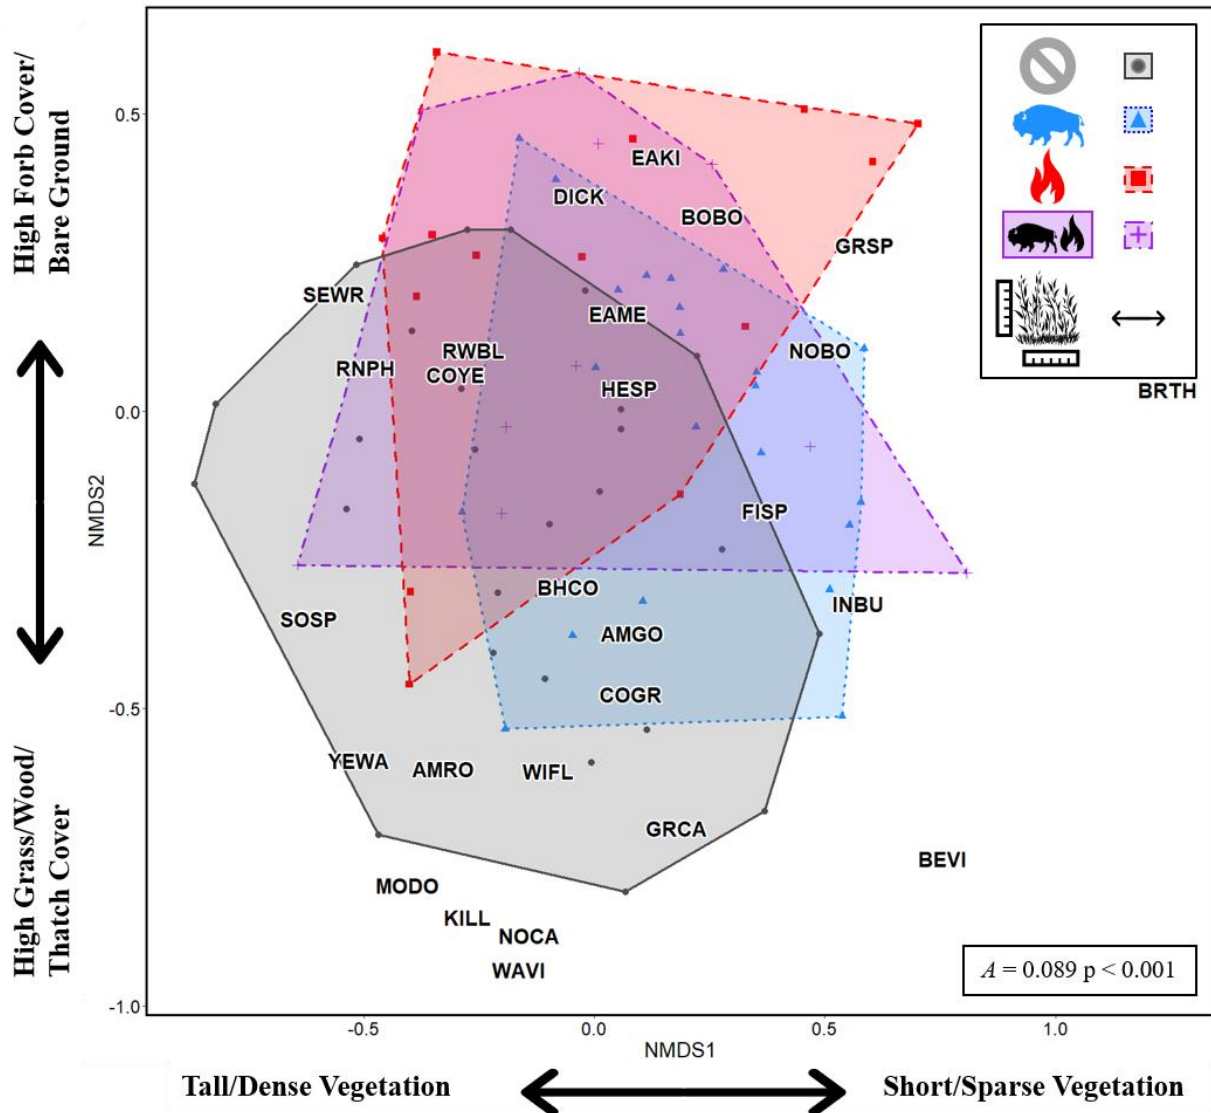 High Forb Cover/
Bare Ground
High Grass/Wood/
Thatch Cover
NMDS2
0.5
0.0
-0.5
-1.0
EAKI
DICK
BOBO
GRSP
SEWR
EAME
NOBO
RWBL
RNPH
COYE
HESP
BRTH
FISP
BHCO
INBU
SOSP
AMGO
COGR
YEWA
AMRO
WIFL
GRCA
BEVI
MODO
KILL
NOCA
WAVI
A = 0.089 p < 0.001
-0.5
0.0
0.5
1.0
NMDS1
Tall/Dense Vegetation
Short/Sparse Vegetation